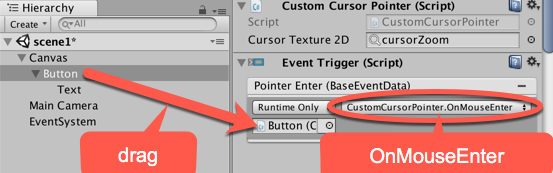 Hierarchy
Create
All
scene1*
Canvas
Button
Text
Main Camera
EventSystem
drag
Custom Cursor Pointer (Script)
Script
CustomCursorPointer
Cursor Texture 2D
cursorZoom
Event Trigger (Script)
Pointer Enter (BaseEventData)
Runtime Only
CustomCursorPointer.OnMouseEnter
Button (C
OnMouseEnter